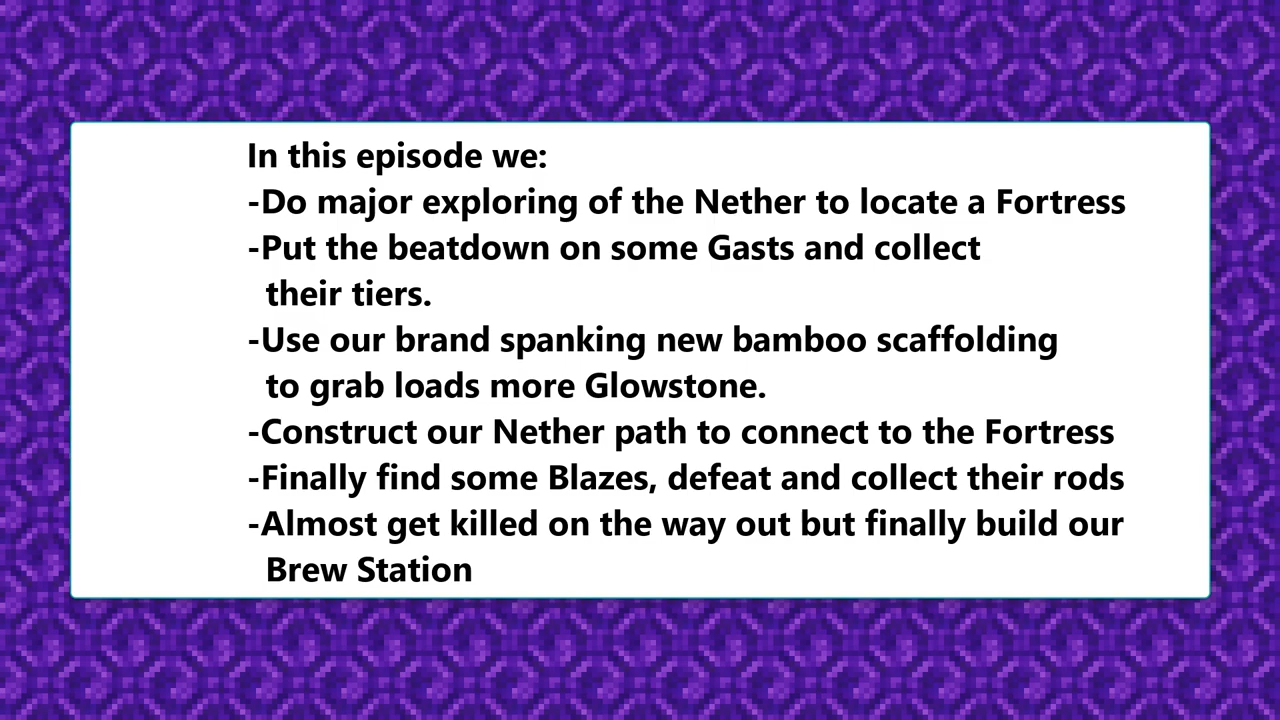 In this episode we:
-Do major exploring of the Nether to locate a Fortress
-Put the beatdown on some Gasts and collect
their tiers.
-Use our brand spanking new bamboo scaffolding
to grab loads more Glowstone.
-Construct our Nether path to connect to the Fortress
-Finally find some Blazes, defeat and collect their rods
-Almost get killed on the way out but finally build our
Brew Station